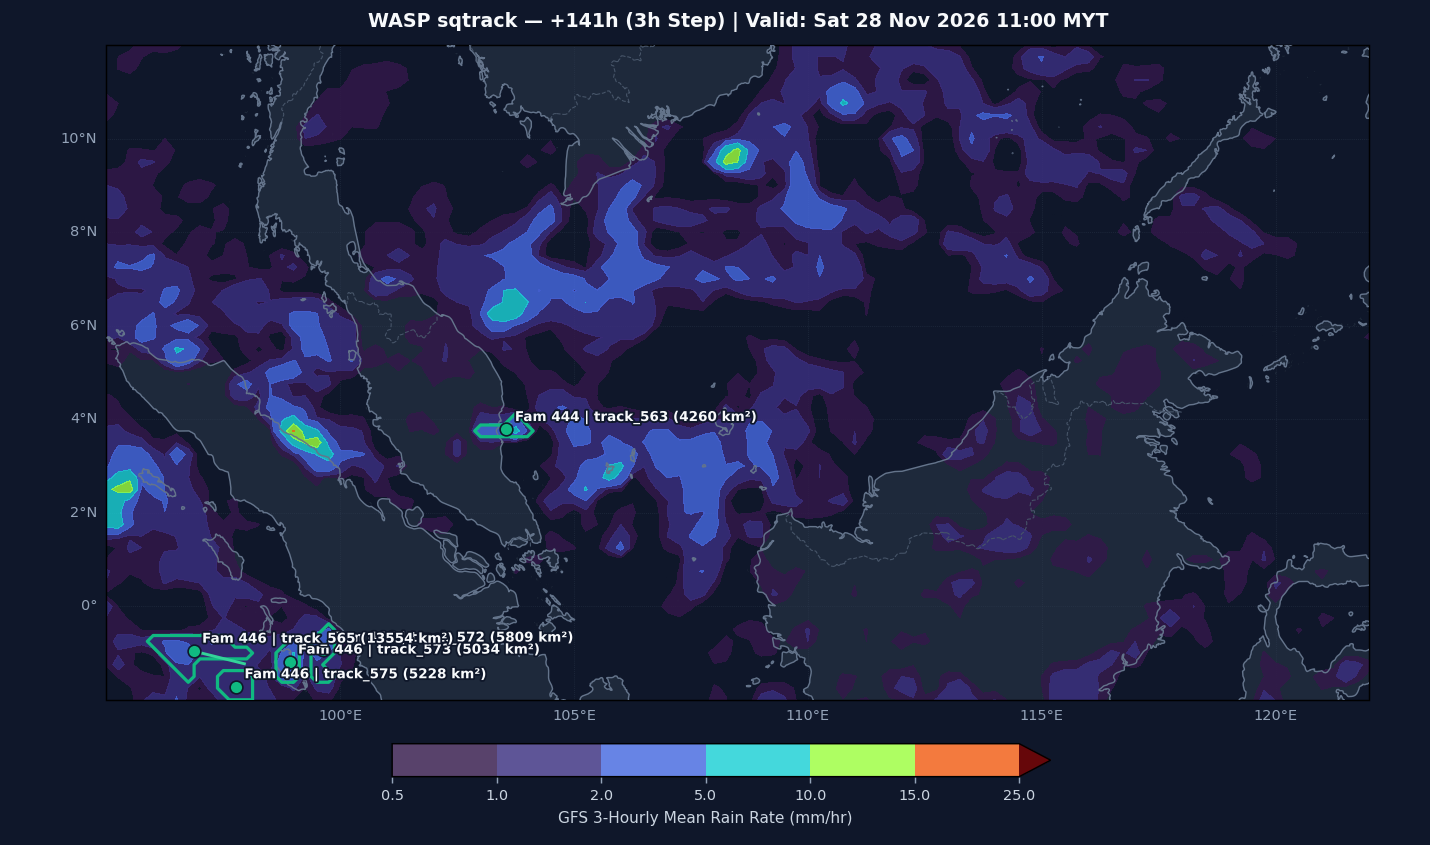 WASP sqtrack — +141h (3h Step) | Valid: Sat 28 Nov 2026 11:00 MYT
10°N
8°N
6°N
4°N
2°N
0°
Fam 444 | track_563 (4260 km²)
Fam 446 | track_565 (13554 km²)
572 (5809 km²)
Fam 446 | track_573 (5034 km²)
Fam 446 | track_575 (5228 km²)
100°E
105°E
110°E
115°E
120°E
0.5
1.0
2.0
5.0
10.0
15.0
25.0
GFS 3-Hourly Mean Rain Rate (mm/hr)